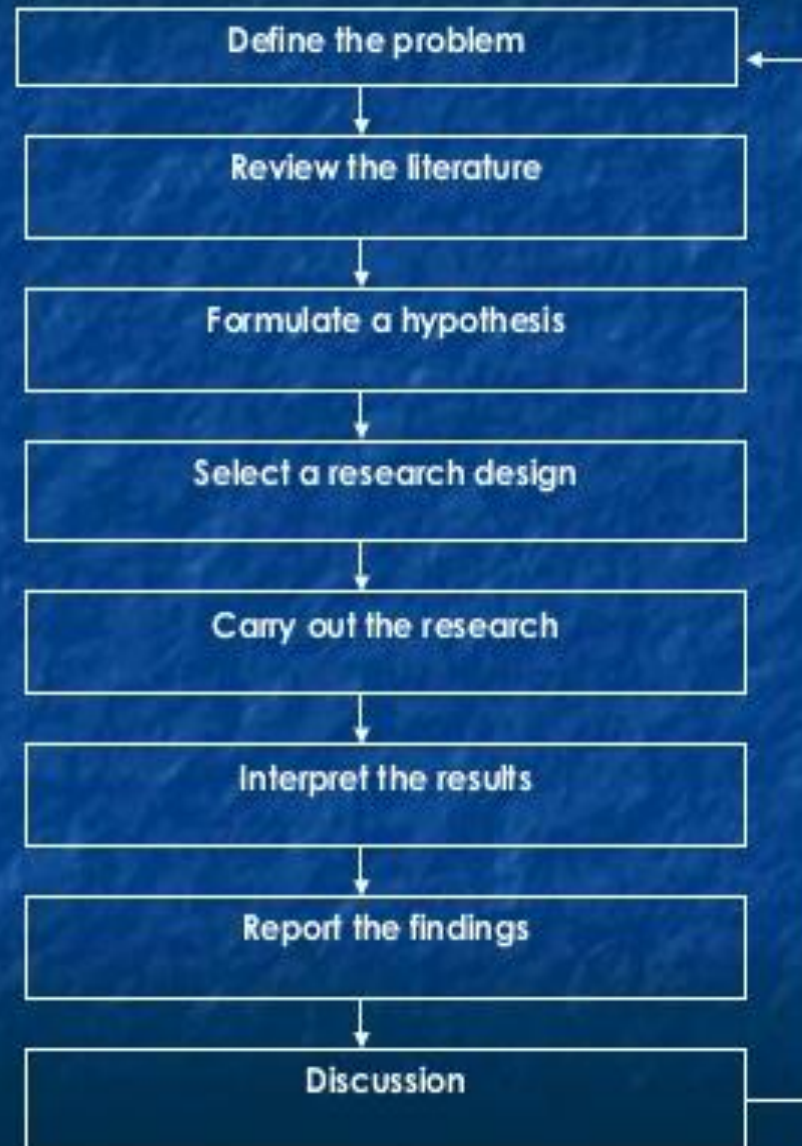 Define the problem
Review the literature
Formulate a hypothesis
Select a research design
Carry out the research
Interpret the results
Report the findings
Discussion